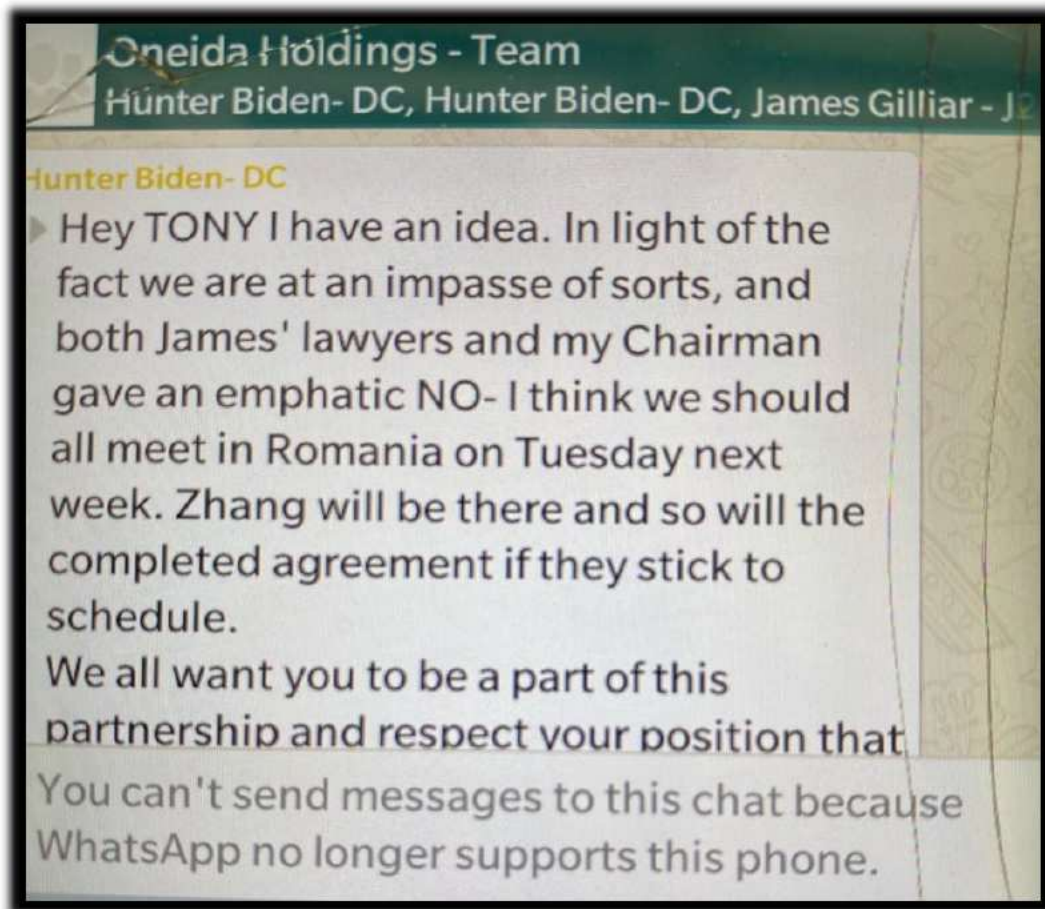 Oneida Holdings - Team
Hunter Biden- DC, Hunter Biden- DC, James Gilliar - J2
Hunter Biden- DC
Hey TONY I have an idea. In light of the
fact we are at an impasse of sorts, and
both James' lawyers and my Chairman
gave an emphatic NO- I think we should
all meet in Romania on Tuesday next
week. Zhang will be there and so will the
completed agreement if they stick to
schedule.
We all want you to be a part of this
partnership and respect your position that
You can't send messages to this chat because
WhatsApp no longer supports this phone.